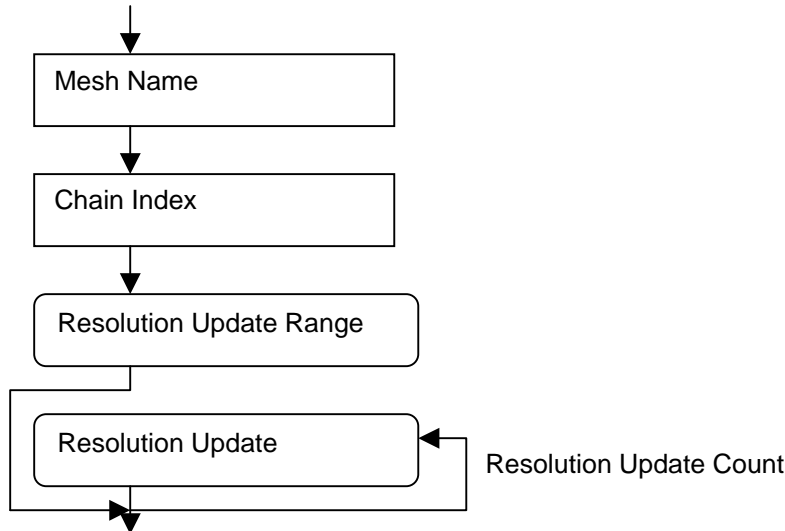 Mesh Name
Chain Index
Resolution Update Range
Resolution Update
Resolution Update Count